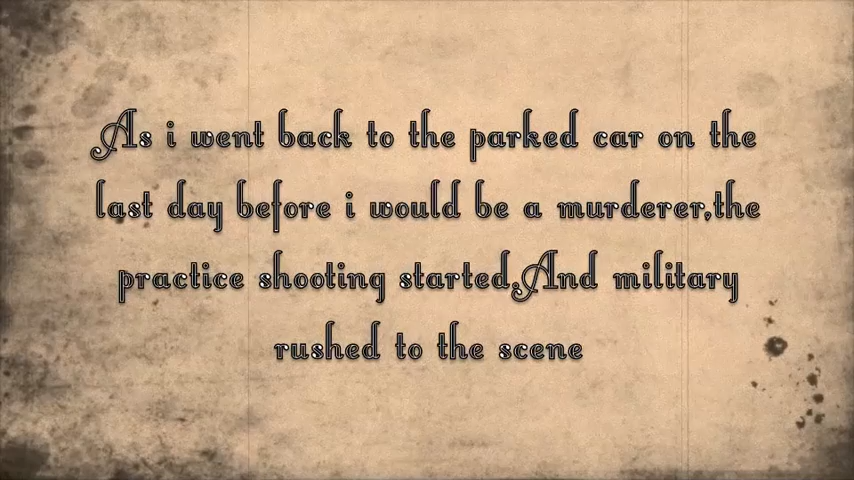 As i went back to the parked car on the
last day before i would be a murderer,the
practice shooting started.And military
rushed to the scene